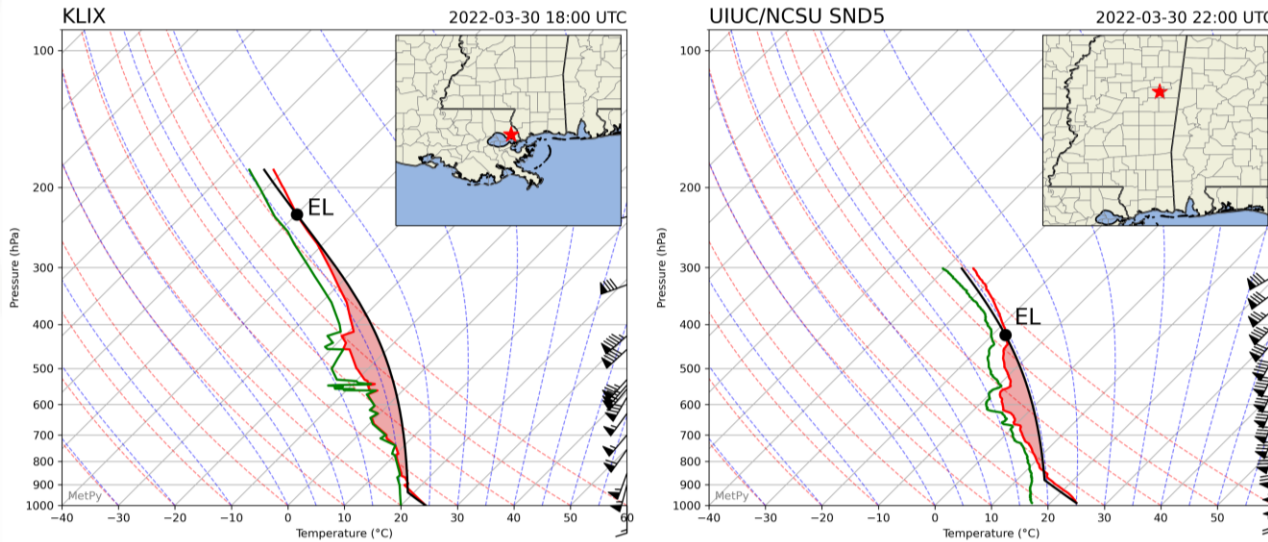 KLIX
2022-03-30 18:00 UTC
100
200
300
400
500
600
700
800
900
1000
Pressure (hPa)
EL
MetPy
−40 −30 −20 −10 0 10 20 30 40 50 60
Temperature (°C)
UIUC/NCSU SND5
2022-03-30 22:00 UTC
100
200
300
400
500
600
700
800
900
1000
Pressure (hPa)
EL
MetPy
−40 −30 −20 −10 0 10 20 30 40 50
Temperature (°C)